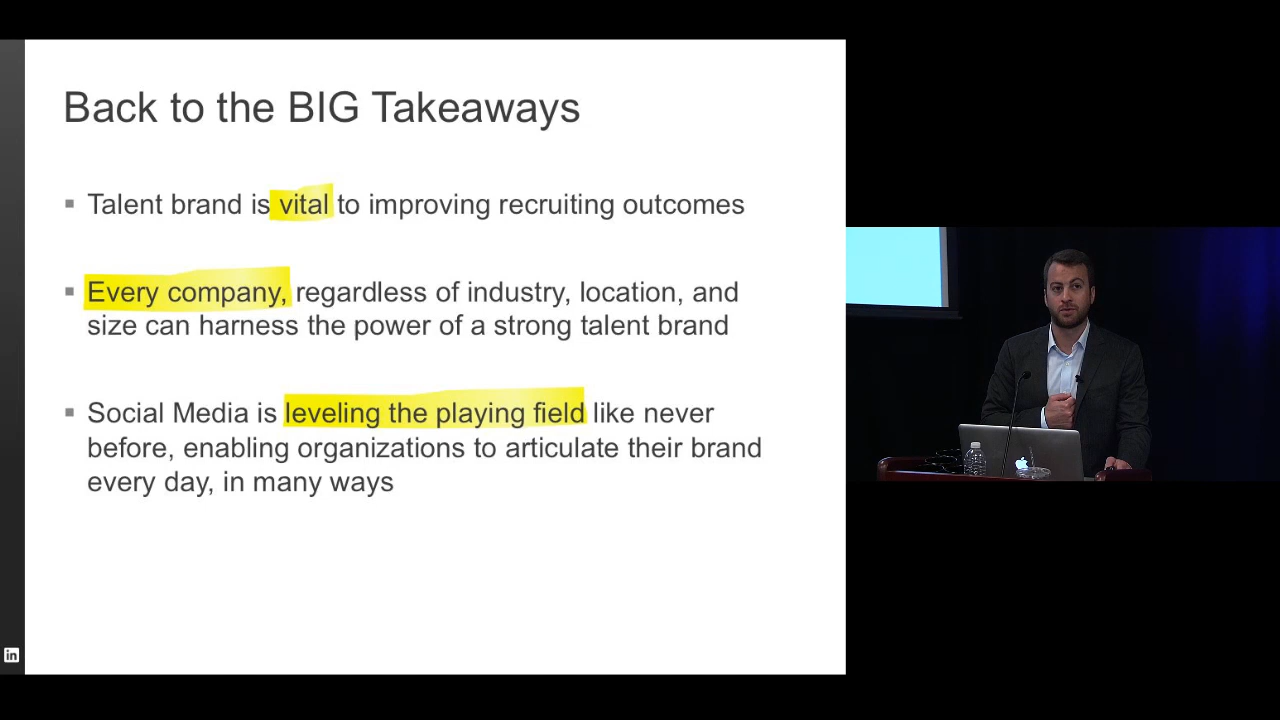 Back to the BIG Takeaways
Talent brand is vital to improving recruiting outcomes
Every company, regardless of industry, location, and
size can harness the power of a strong talent brand
Social Media is leveling the playing field like never
before, enabling organizations to articulate their brand
every day, in many ways
in